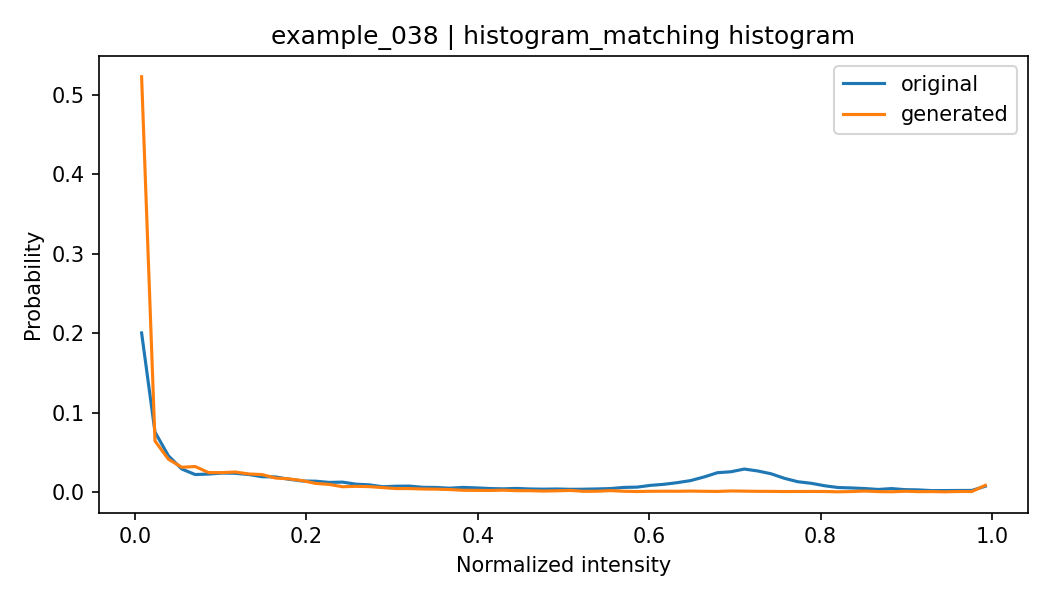 example_038 | histogram_matching histogram
original
generated
Probability
0.5
0.4
0.3
0.2
0.1
0.0
0.0 0.2 0.4 0.6 0.8 1.0
Normalized intensity